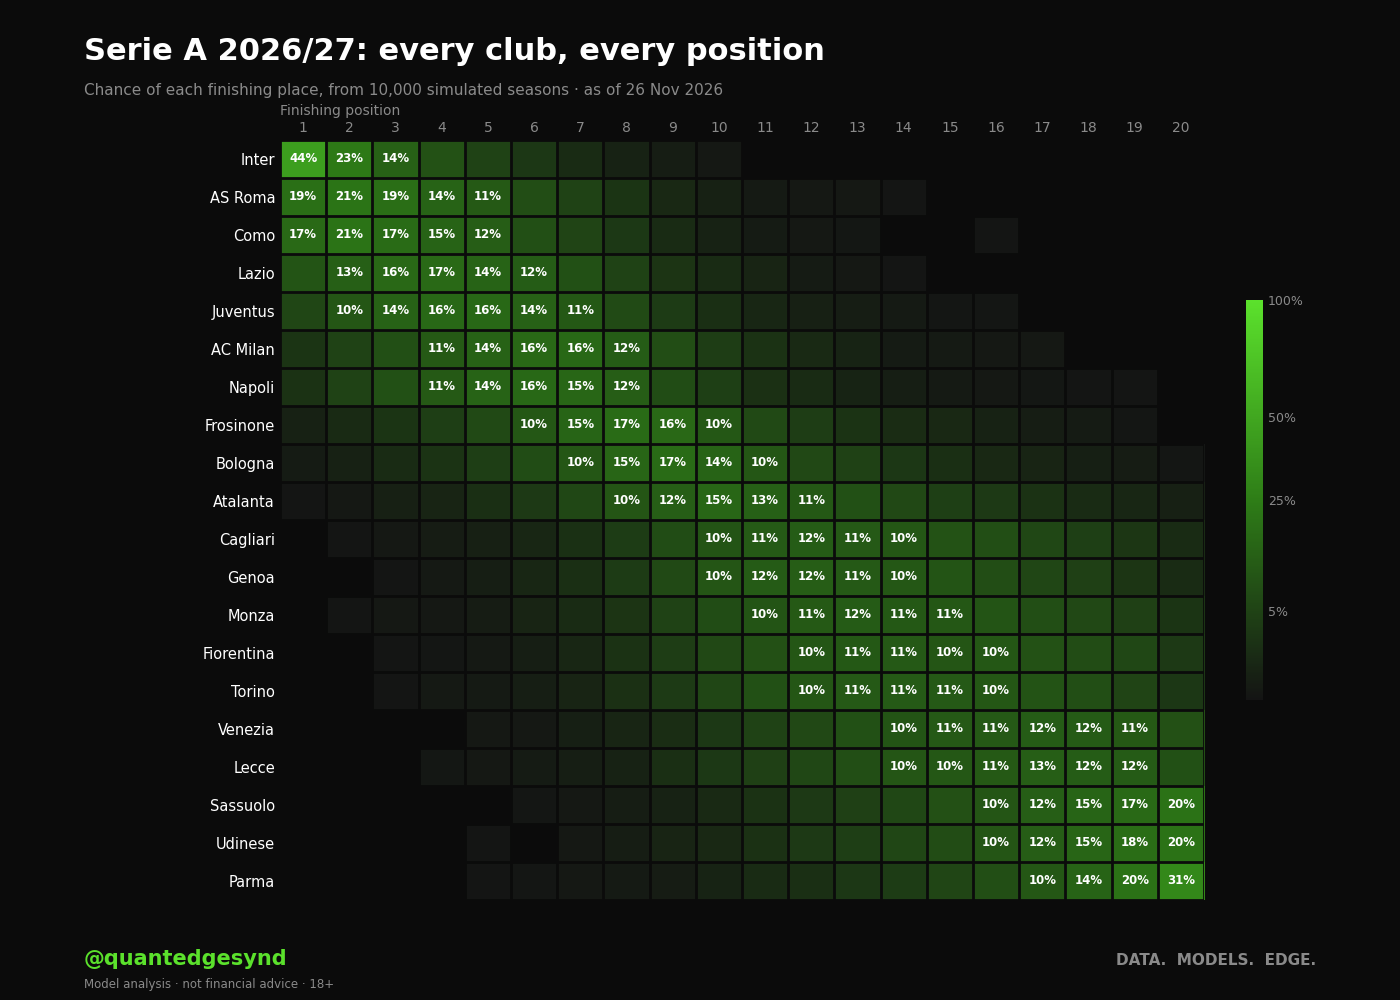 Serie A 2026/27: every club, every position
Chance of each finishing place, from 10,000 simulated seasons · as of 26 Nov 2026
Finishing position
1 2 3 4 5 6 7 8 9 10 11 12 13 14 15 16 17 18 19 20
Inter 44% 23% 14%
AS Roma 19% 21% 19% 14% 11%
Como 17% 21% 17% 15% 12%
Lazio 13% 16% 17% 14% 12%
Juventus 10% 14% 16% 16% 14% 11%
AC Milan 11% 14% 16% 16% 12%
Napoli 11% 14% 16% 15% 12%
Frosinone 10% 15% 17% 16% 10%
Bologna 10% 15% 17% 14% 10%
Atalanta 10% 12% 15% 13% 11%
Cagliari 10% 11% 12% 11% 10%
Genoa 10% 12% 12% 11% 10%
Monza 10% 11% 12% 11% 11%
Fiorentina 10% 11% 11% 10% 10%
Torino 10% 11% 11% 11% 10%
Venezia 10% 11% 11% 12% 12% 11%
Lecce 10% 10% 11% 13% 12% 12%
Sassuolo 10% 12% 15% 17% 20%
Udinese 10% 12% 15% 18% 20%
Parma 10% 14% 20% 31%
100%
50%
25%
5%
@quantedgesynd
DATA. MODELS. EDGE.
Model analysis · not financial advice · 18+